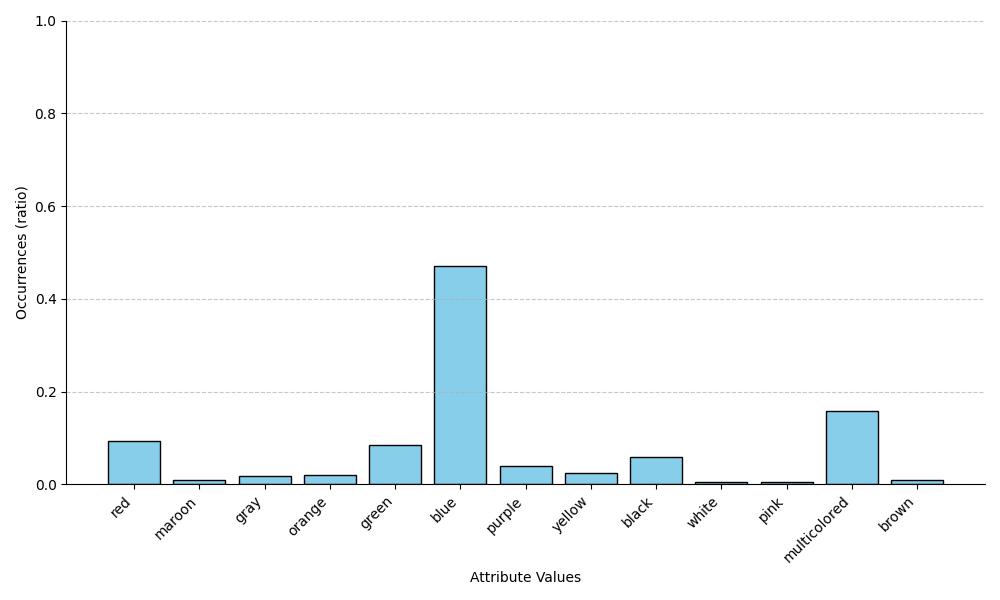 1.0
0.8
0.6
0.4
0.2
0.0
Occurrences (ratio)
red
maroon
gray
orange
green
blue
purple
yellow
black
white
pink
multicolored
brown
Attribute Values